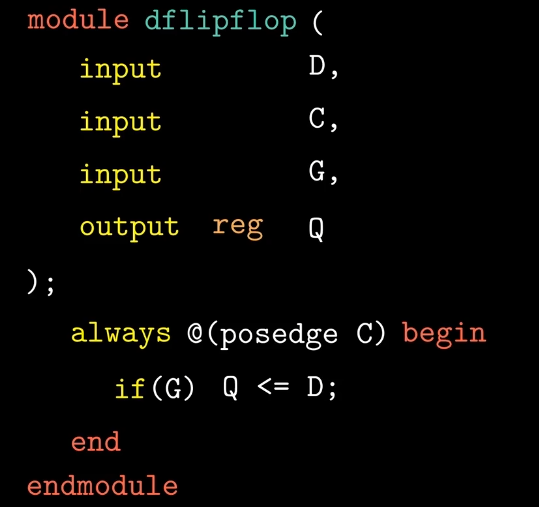 module dflipflop (
input D,
input C,
input G,
output reg Q
);
always @(posedge C) begin
if(G) Q <= D;
end
endmodule